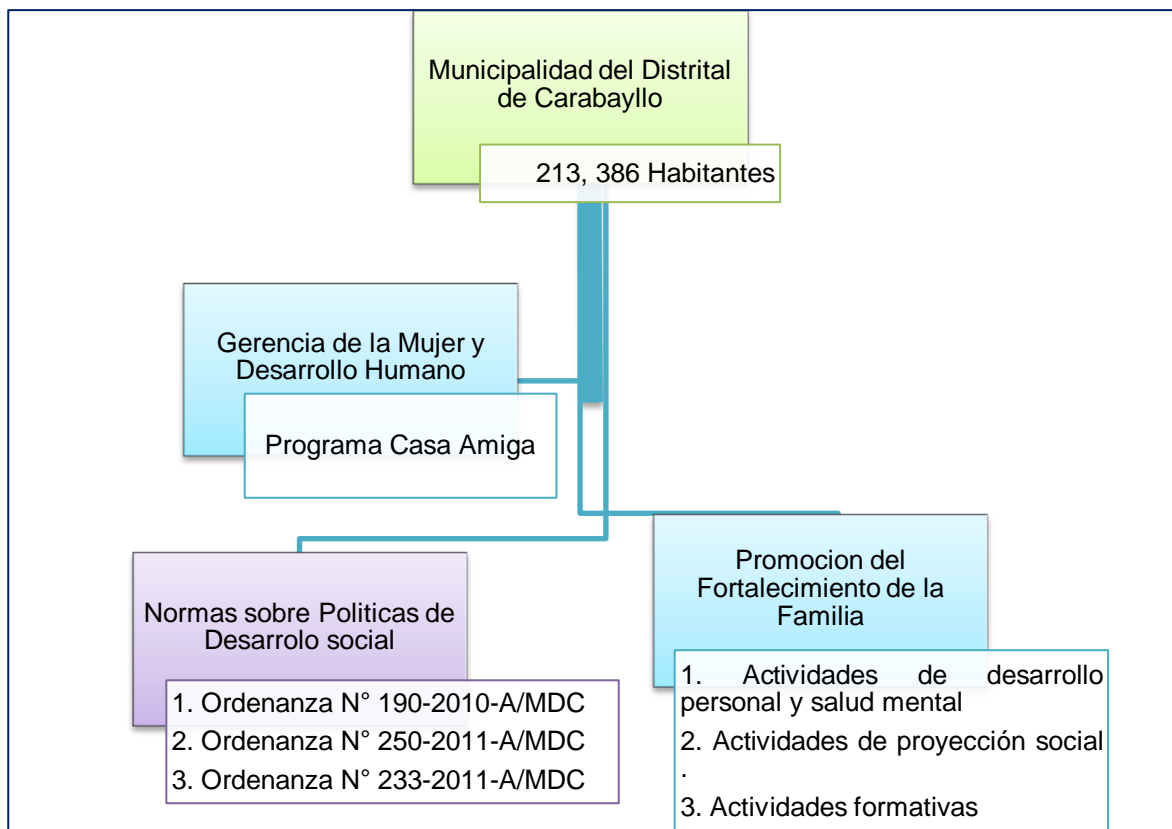 Municipalidad del Distrital
de Carabayllo
213, 386 Habitantes
Gerencia de la Mujer y
Desarrollo Humano
Programa Casa Amiga
Normas sobre Politicas de
Desarrolo social
1. Ordenanza N° 190-2010-A/MDC
2. Ordenanza N° 250-2011-A/MDC
3. Ordenanza N° 233-2011-A/MDC
Promocion del
Fortalecimiento de la
Familia
1. Actividades de desarrollo
personal y salud mental
2. Actividades de proyección social
.
3. Actividades formativas